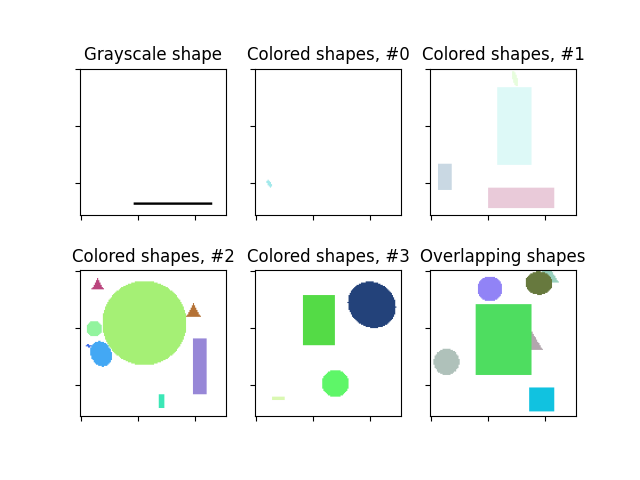 Grayscale shape
Colored shapes, #0
Colored shapes, #1
Colored shapes, #2
Colored shapes, #3
Overlapping shapes